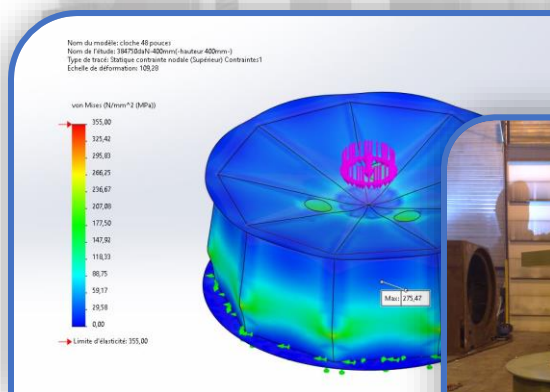 Nom du modèle: cloche 48 pouces
Nom de l'étude: 384750daN-400mm(-hauteur 400mm-)
Type de tracé: Statique contrainte nodale (Supérieur) Contraintes1
Echelle de déformation: 109,28
von Mises (N/mm^2 (MPa))
355,00
325,42
295,83
266,25
236,67
207,08
177,50
147,92
118,33
88,75
59,17
29,58
0,00
Limite d'élasticité: 355,00
Max: 275,47